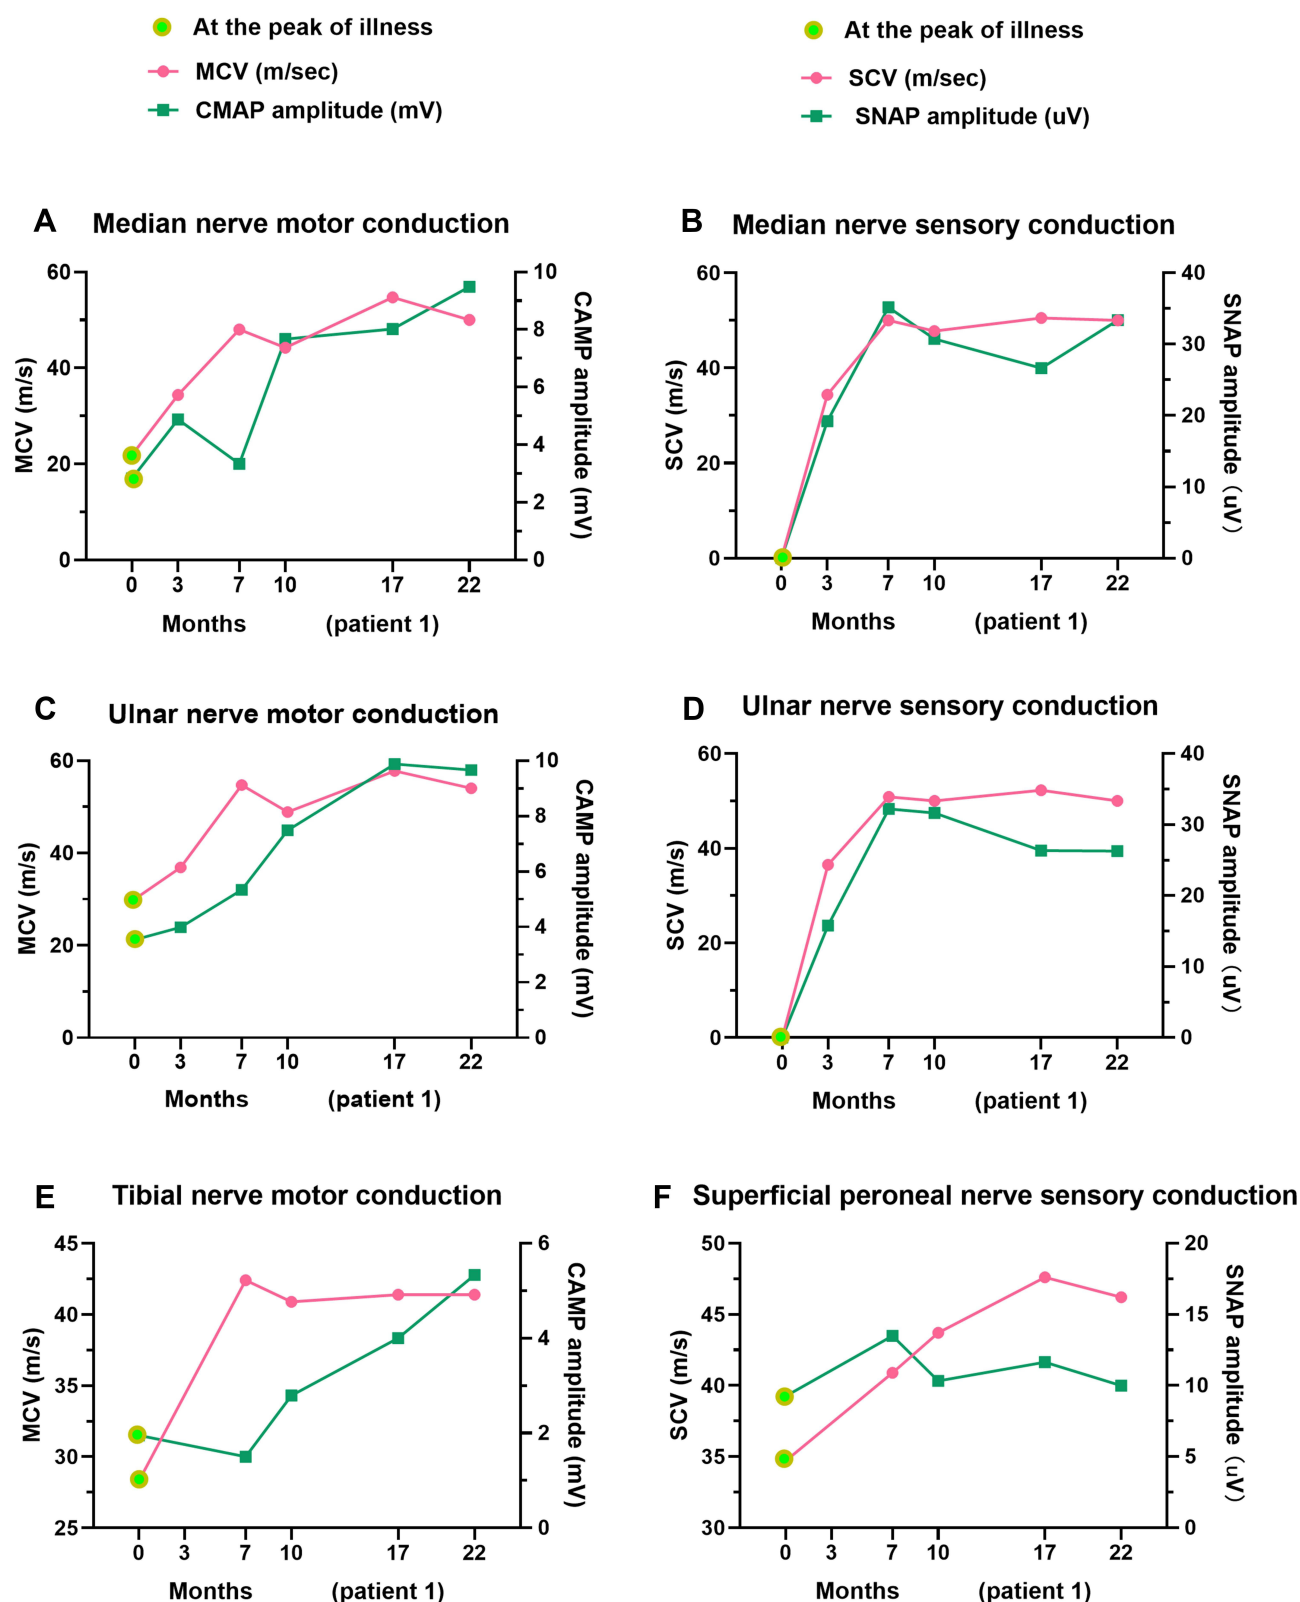 At the peak of illness
MCV (m/sec)
CMAP amplitude (mV)
At the peak of illness
SCV (m/sec)
SNAP amplitude (uV)
A Median nerve motor conduction
60
40
20
0
MCV (m/s)
10
8
6
4
2
0
CAMP amplitude (mV)
0 3 7 10 17 22
Months (patient 1)
B Median nerve sensory conduction
60
40
20
0
SCV (m/s)
40
30
20
10
0
SNAP amplitude (uV)
0 3 7 10 17 22
Months (patient 1)
C Ulnar nerve motor conduction
60
40
20
0
MCV (m/s)
10
8
6
4
2
0
CAMP amplitude (mV)
0 3 7 10 17 22
Months (patient 1)
D Ulnar nerve sensory conduction
60
40
20
0
SCV (m/s)
40
30
20
10
0
SNAP amplitude (uV)
0 3 7 10 17 22
Months (patient 1)
E Tibial nerve motor conduction
45
40
35
30
25
MCV (m/s)
6
4
2
0
CAMP amplitude (mV)
0 3 7 10 17 22
Months (patient 1)
F Superficial peroneal nerve sensory conduction
50
45
40
35
30
SCV (m/s)
20
15
10
5
0
SNAP amplitude (uV)
0 3 7 10 17 22
Months (patient 1)